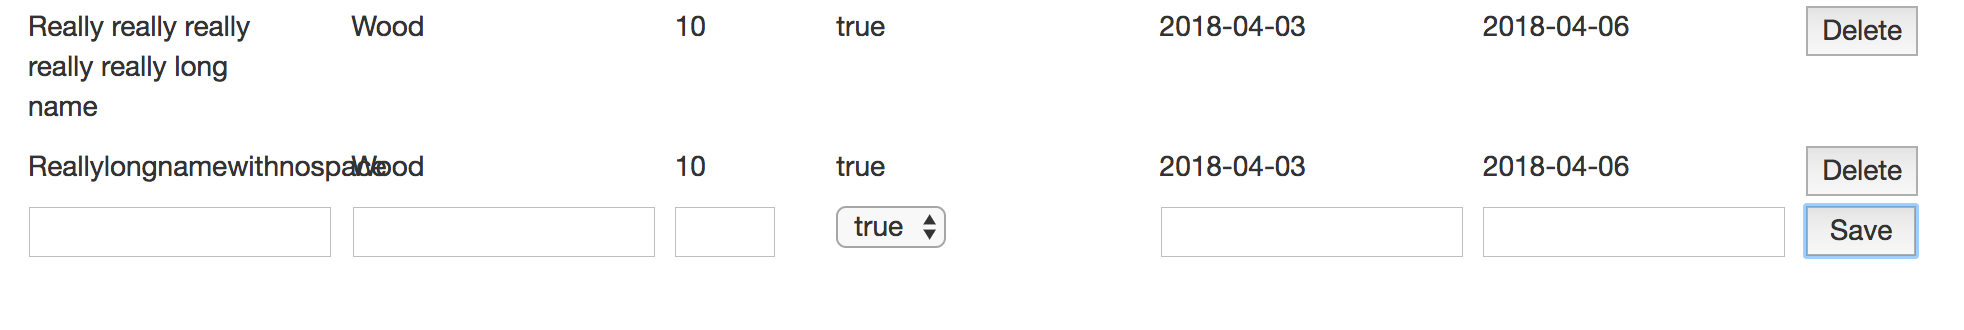 Really really really Wood 10 true 2018-04-03 2018-04-06 Delete
really really long
name
Reallylongnamewithnospace Wood 10 true 2018-04-03 2018-04-06 Delete
true Save